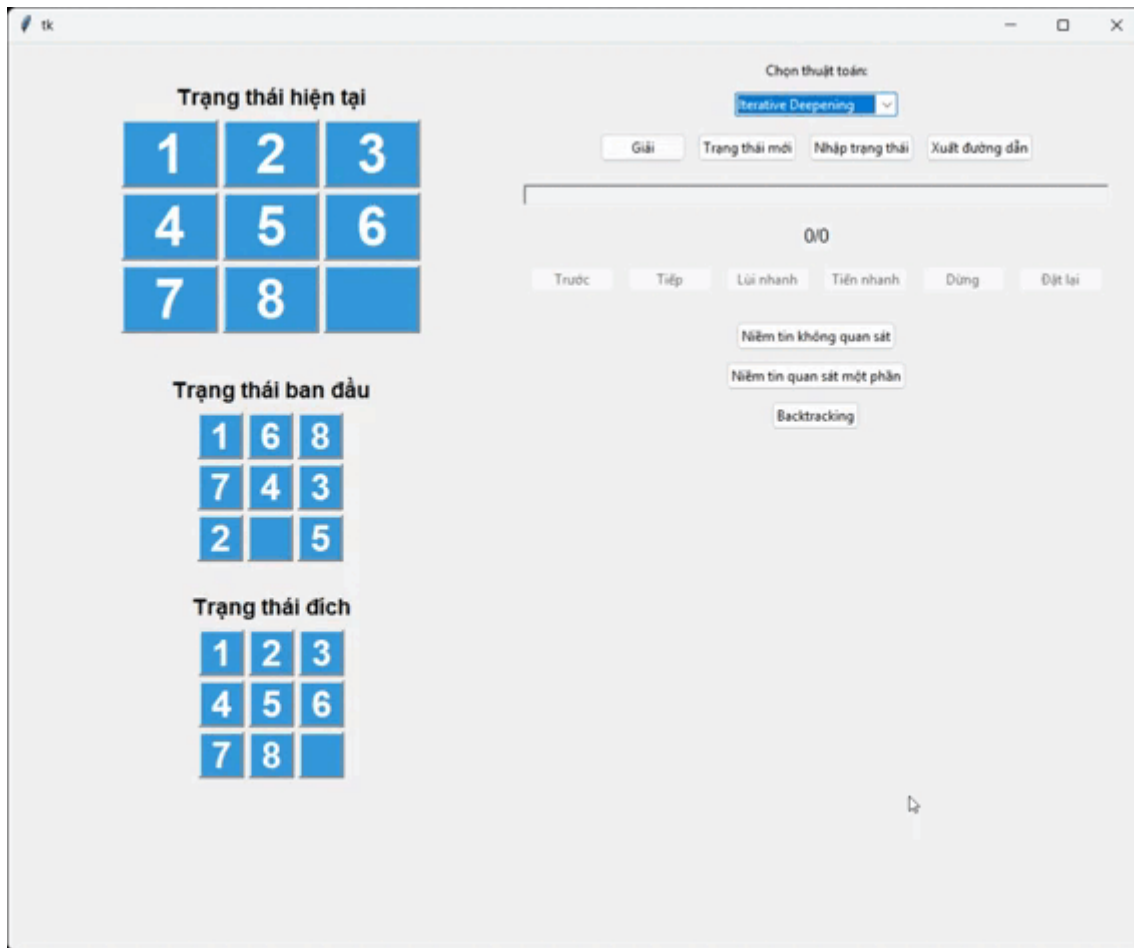 tk
Trạng thái hiện tại
1 2 3
4 5 6
7 8
Trạng thái ban đầu
1 6 8
7 4 3
2 5
Trạng thái đích
1 2 3
4 5 6
7 8
Chọn thuật toán:
Iterative Deepening
Giải Trạng thái mới Nhập trạng thái Xuất đường dẫn
0/0
Trước Tiếp Lùi nhanh Tiến nhanh Dừng Đặt lại
Niềm tin không quan sát
Niềm tin quan sát một phần
Backtracking